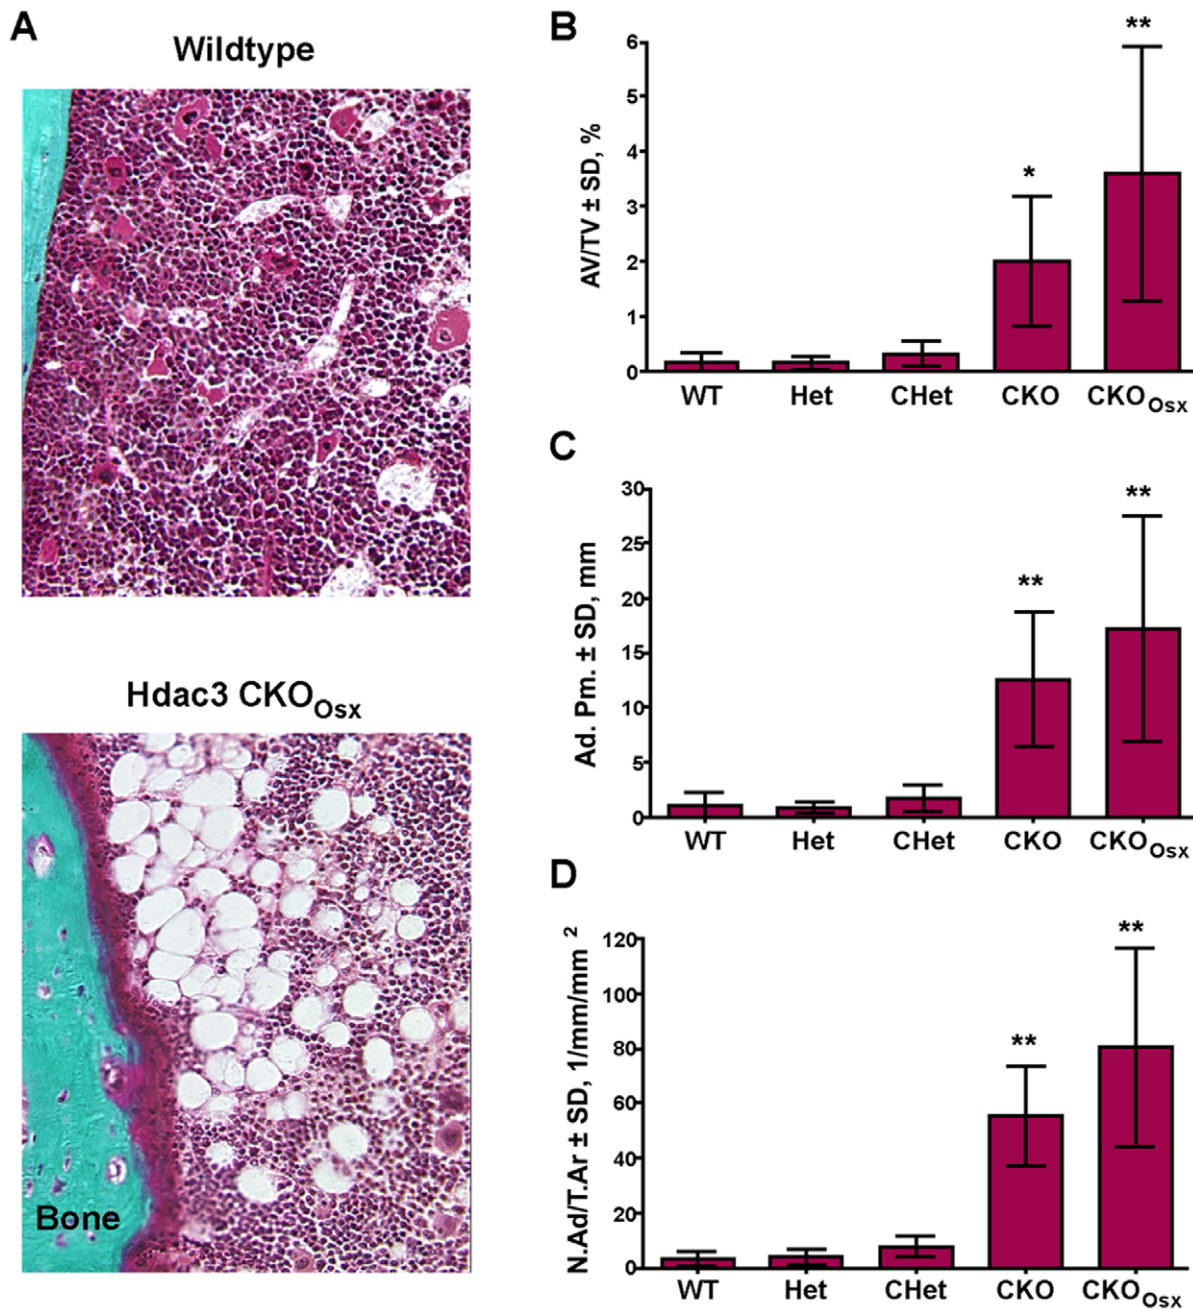 A
Wildtype
Hdac3 CKOOsx
Bone
B
AV/TV ± SD, %
6
5
4
3
2
1
0
**
*
WT Het CHet CKO CKOOsx
C
Ad. Pm. ± SD, mm
30
25
20
15
10
5
0
**
**
WT Het CHet CKO CKOOsx
D
N.Ad/T.Ar ± SD, 1/mm/mm 2
120
100
80
60
40
20
0
**
**
WT Het CHet CKO CKOOsx